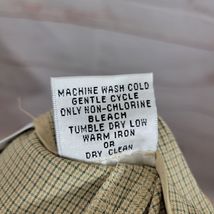 MACHINE WASH COLD
GENTLE CYCLE
ONLY NON-CHLORINE
BLEACH
TUMBLE DRY LOW
WARM IRON
OR
DRY CLEAN